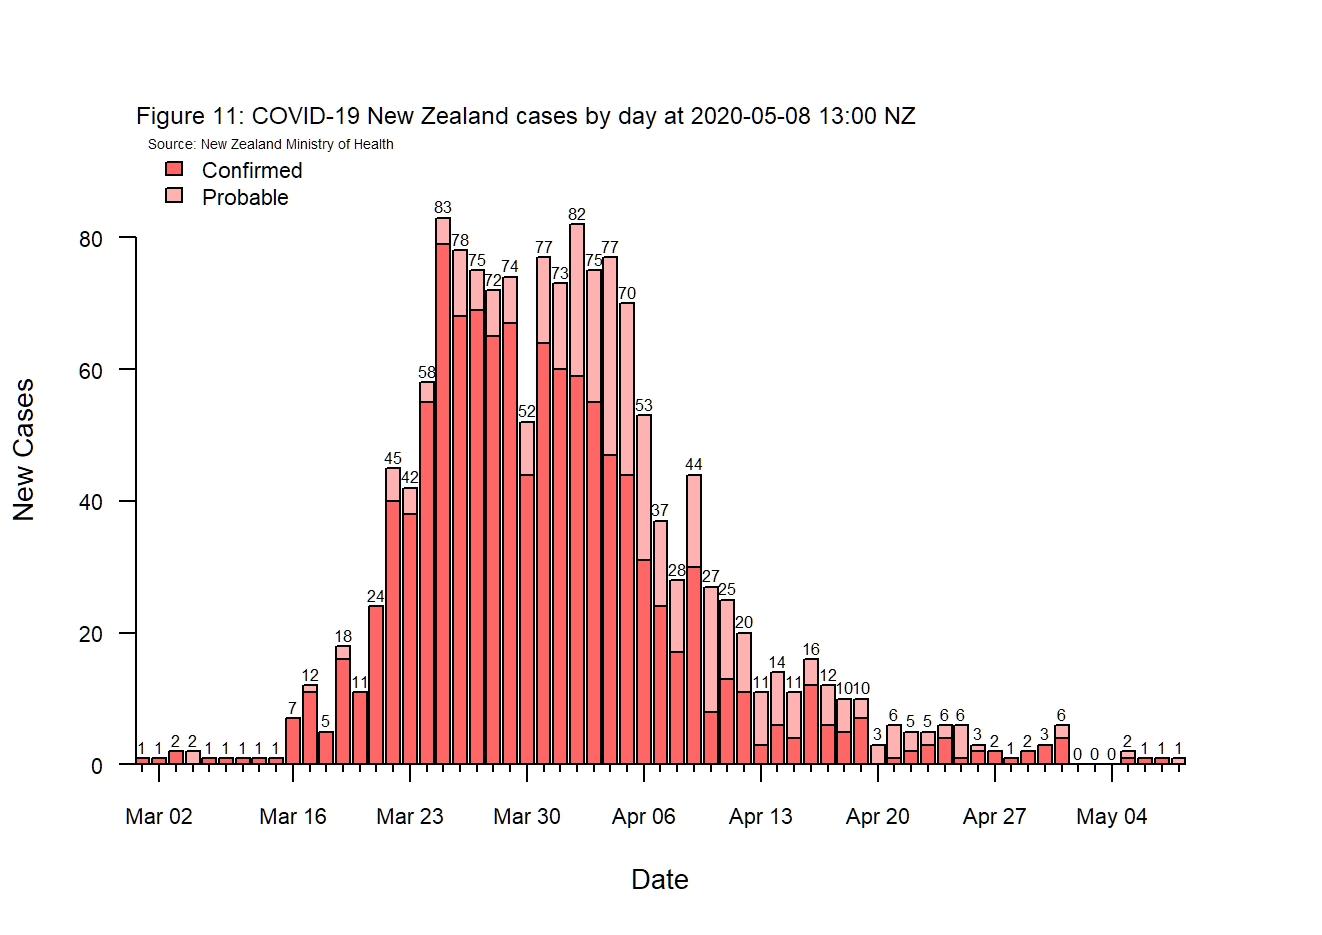 Figure 11: COVID-19 New Zealand cases by day at 2020-05-08 13:00 NZ
Source: New Zealand Ministry of Health
Confirmed
Probable
New Cases
80
60
40
20
0
1 1 2 2 1 1 1 1 1 7 12 5 18 11 24 45 42 58 83 78 75 72 74 52 77 73 82 75 77 70 53 37 28 44 27 25 20 11 14 11 16 12 10 10 3 6 5 5 6 6 3 2 1 2 3 6 0 0 0 2 1 1 1
Mar 02 Mar 16 Mar 23 Mar 30 Apr 06 Apr 13 Apr 20 Apr 27 May 04
Date